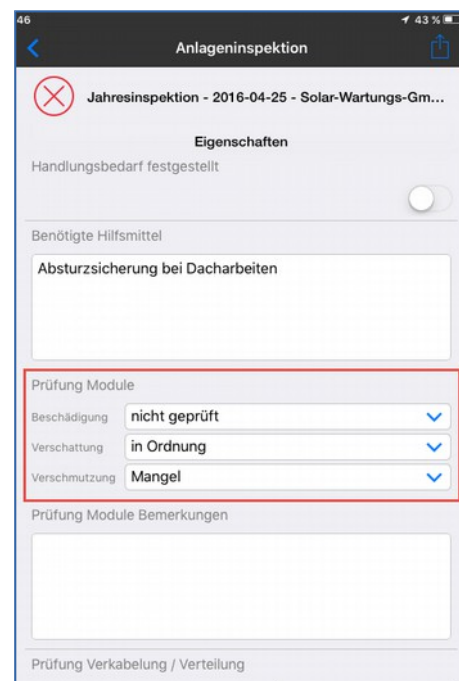 46 43 %
Anlageninspektion
Jahresinspektion - 2016-04-25 - Solar-Wartungs-Gm...
Eigenschaften
Handlungsbedarf festgestellt
Benötigte Hilfsmittel
Absturzsicherung bei Dacharbeiten
Prüfung Module
Beschädigung nicht geprüft
Verschattung in Ordnung
Verschmutzung Mangel
Prüfung Module Bemerkungen
Prüfung Verkabelung / Verteilung